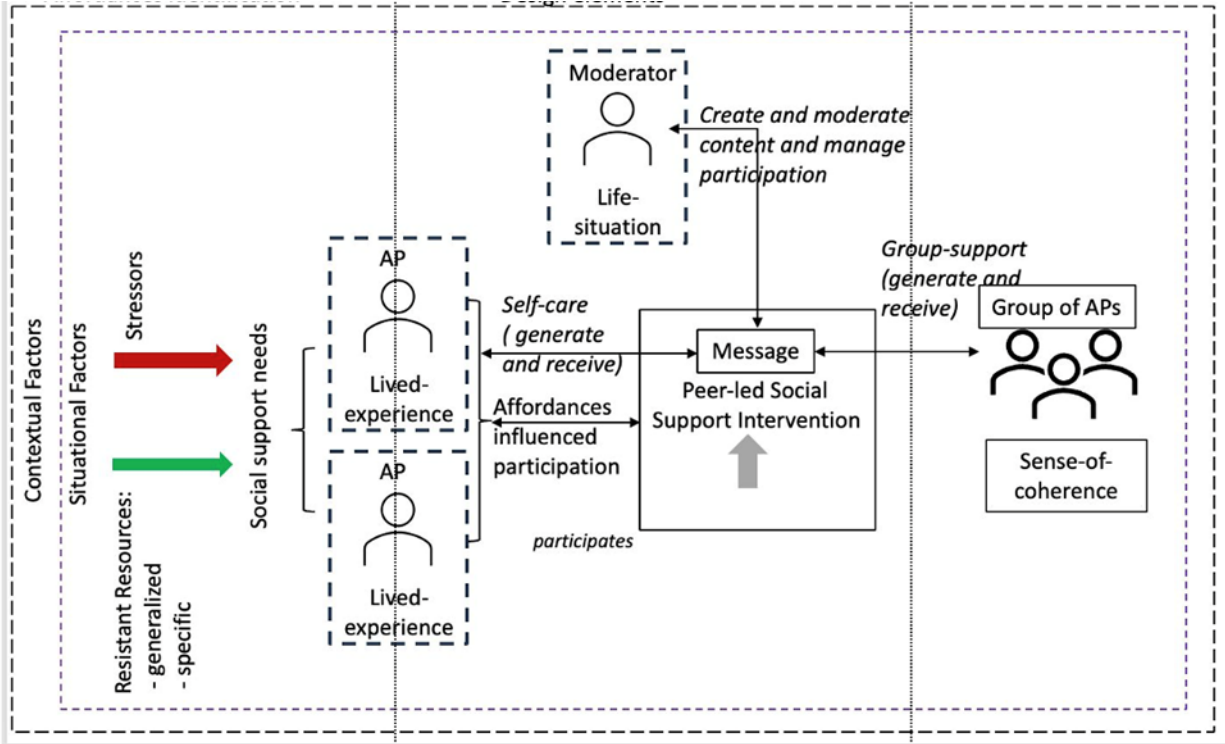 Design elements
Contextual Factors
Situational Factors
Stressors
Resistant Resources:
- generalized
- specific
Social support needs
AP
Lived-
experience
AP
Lived-
experience
Moderator
Life-
situation
Create and moderate
content and manage
participation
Self-care
( generate
and receive)
Affordances
influenced
participation
participates
Message
Peer-led Social
Support Intervention
Group-support
(generate and
receive)
Group of APs
Sense-of-
coherence